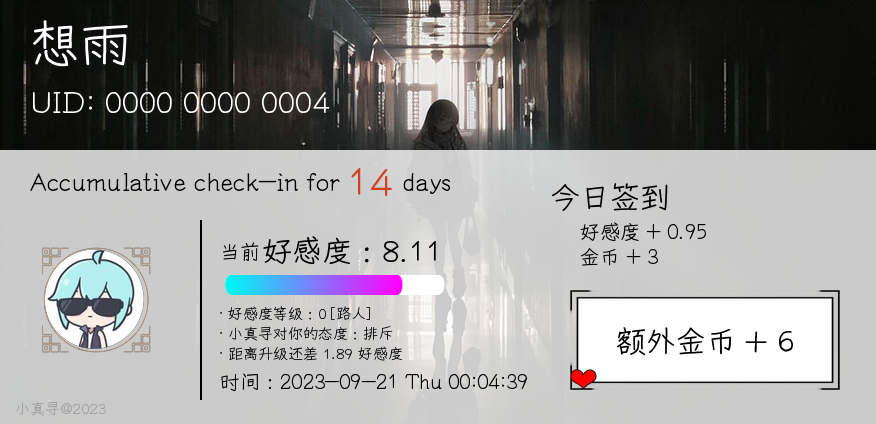 想雨
UID: 0000 0000 0004
Accumulative check-in for 14 days
今日签到
好感度 + 0.95
金币 + 3
当前好感度 : 8.11
· 好感度等级 : 0 [路人]
· 小真寻对你的态度 : 排斥
· 距离升级还差 1.89 好感度
时间 : 2023-09-21 Thu 00:04:39
额外金币 + 6
小真寻@2023